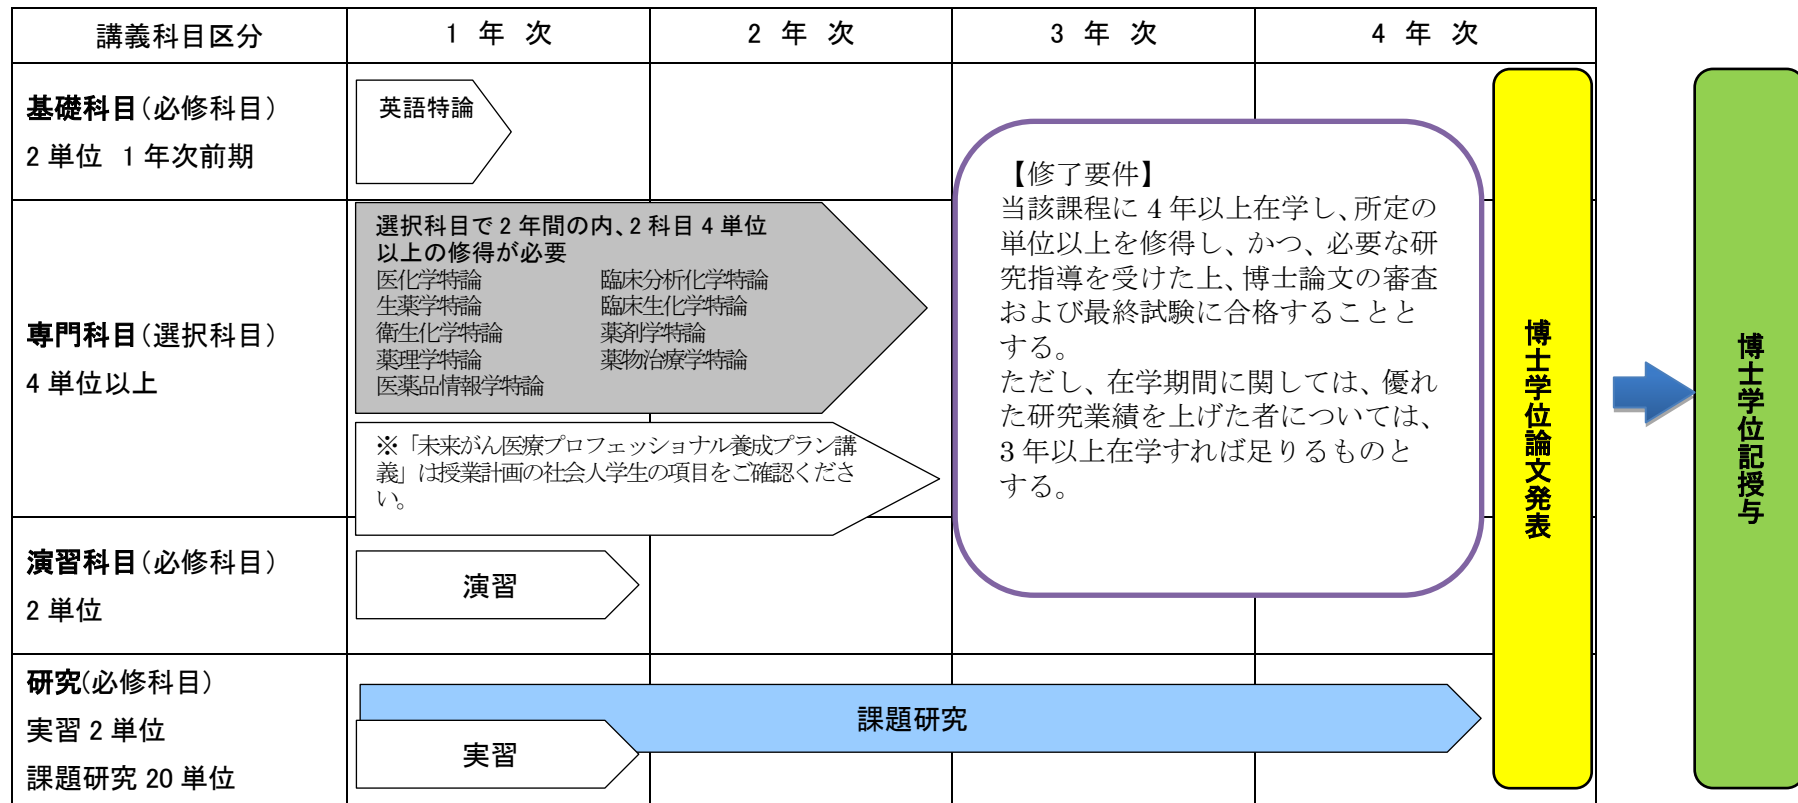 講義科目区分
1 年 次
2 年 次
3 年 次
4 年 次
基礎科目(必修科目)
2 単位 1 年次前期
英語特論
専門科目(選択科目)
4 単位以上
選択科目で 2 年間の内、2 科目 4 単位
以上の修得が必要
医化学特論 臨床分析化学特論
生薬学特論 臨床生化学特論
衛生化学特論 薬剤学特論
薬理学特論 薬物治療学特論
医薬品情報学特論
※「未来がん医療プロフェッショナル養成プラン講
義」は授業計画の社会人学生の項目をご確認くださ
い。
演習科目(必修科目)
2 単位
演習
研究(必修科目)
実習 2 単位
課題研究 20 単位
課題研究
実習
【修了要件】
当該課程に 4 年以上在学し、所定の
単位以上を修得し、かつ、必要な研
究指導を受けた上、博士論文の審査
および最終試験に合格することと
する。
ただし、在学期間に関しては、優れ
た研究業績を上げた者については、
3 年以上在学すれば足りるものと
する。
博士学位論文発表
博士学位記授与